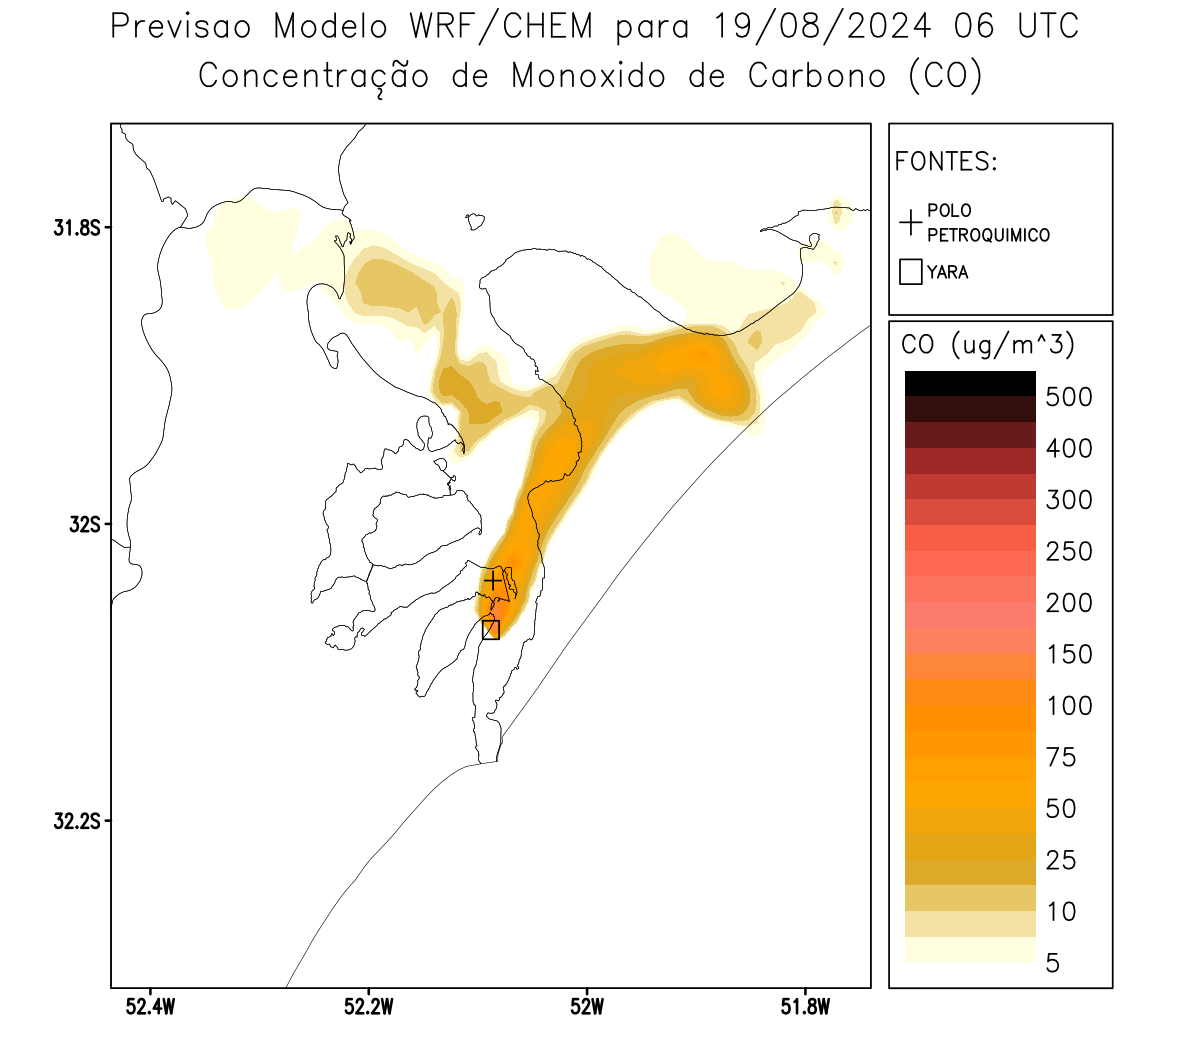 Previsao Modelo WRF/CHEM para 19/08/2024 06 UTC
Concentração de Monoxido de Carbono (CO)
FONTES:
POLO
PETROQUIMICO
YARA
CO (ug/m^3)
500
400
300
250
200
150
100
75
50
25
10
5
31.8S
32S
32.2S
52.4W
52.2W
52W
51.8W